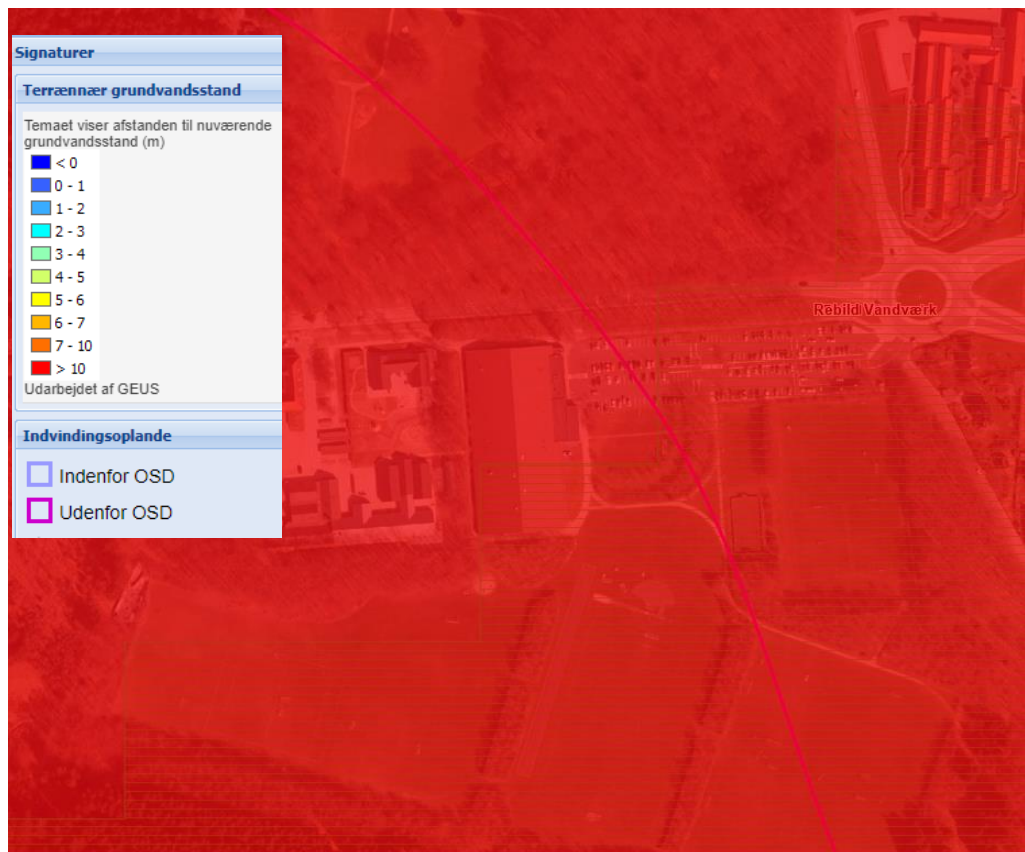 Signaturer
Terrænnær grundvandsstand
Temaet viser afstanden til nuværende
grundvandsstand (m)
< 0
0 - 1
1 - 2
2 - 3
3 - 4
4 - 5
5 - 6
6 - 7
7 - 10
> 10
Udarbejdet af GEUS
Indvindingsoplande
Indenfor OSD
Udenfor OSD
Rebild Vandværk